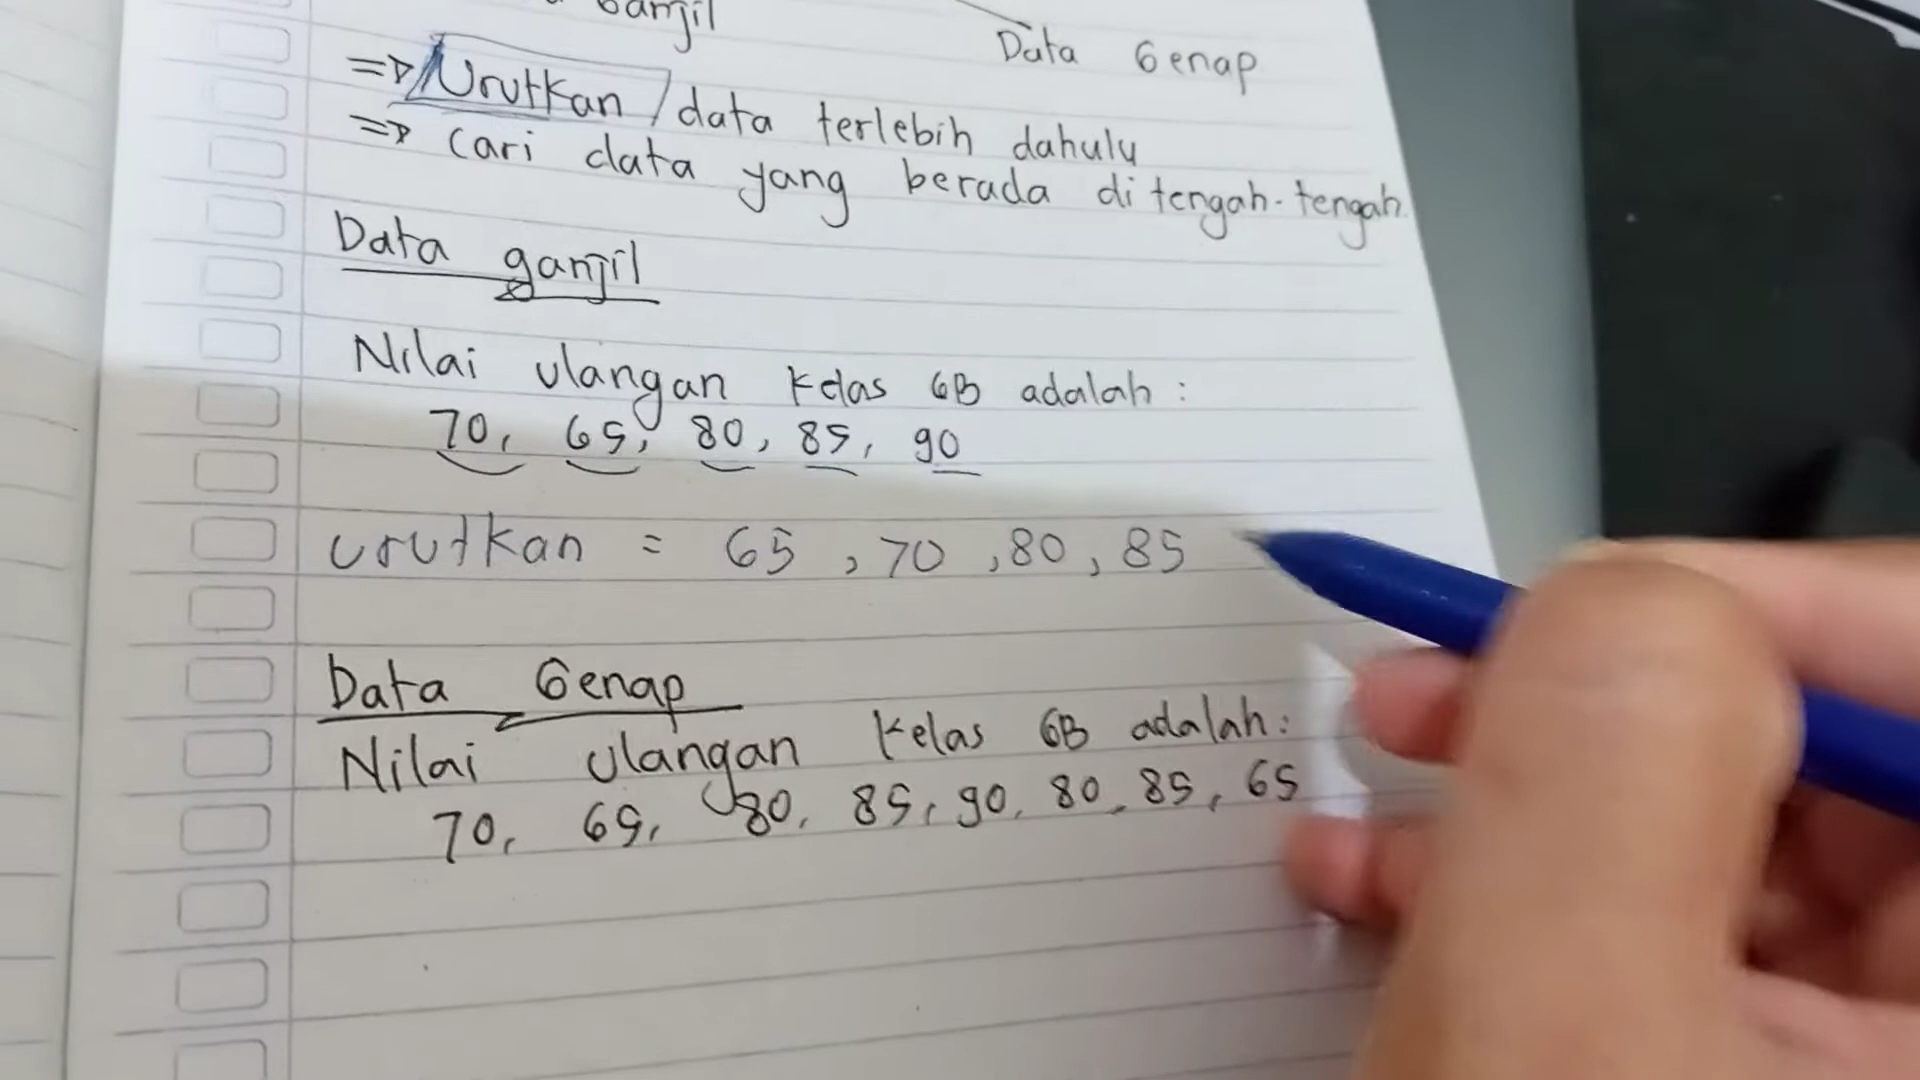 Ganjil
Data Genap
=> Urutkan data terlebih dahulu
=> Cari data yang berada di tengah-tengah
Data ganjil
Nilai ulangan kelas 6B adalah:
70, 65, 80, 85, 90
urutkan = 65, 70, 80, 85
Data Genap
Nilai ulangan kelas 6B adalah:
70, 65, 80, 85, 90, 80, 85, 65